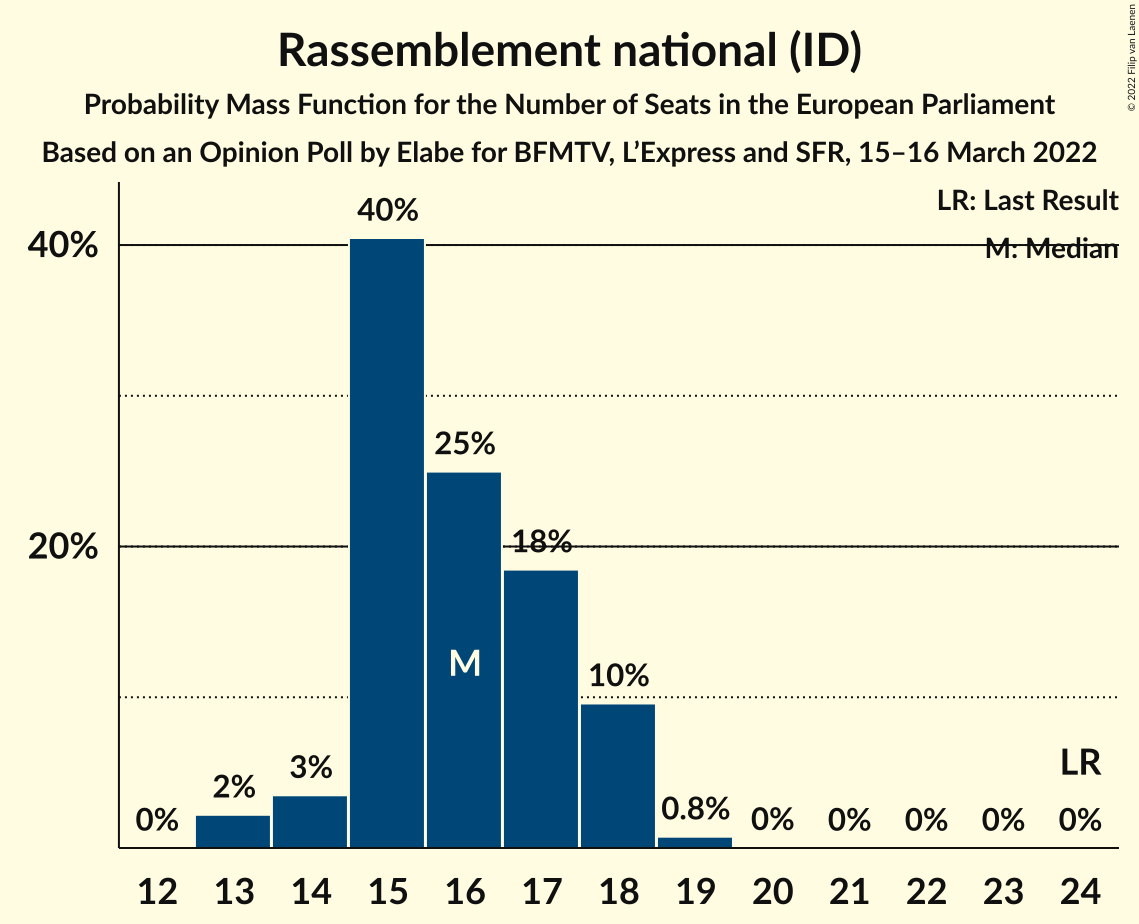 Rassemblement national (ID)
Probability Mass Function for the Number of Seats in the European Parliament
Based on an Opinion Poll by Elabe for BFMTV, L’Express and SFR, 15–16 March 2022
© 2022 Filip van Laenen
LR: Last Result
M: Median
40%
20%
0%
2%
3%
40%
25%
18%
10%
0.8%
0%
0%
0%
0%
0%
M
LR
12 13 14 15 16 17 18 19 20 21 22 23 24